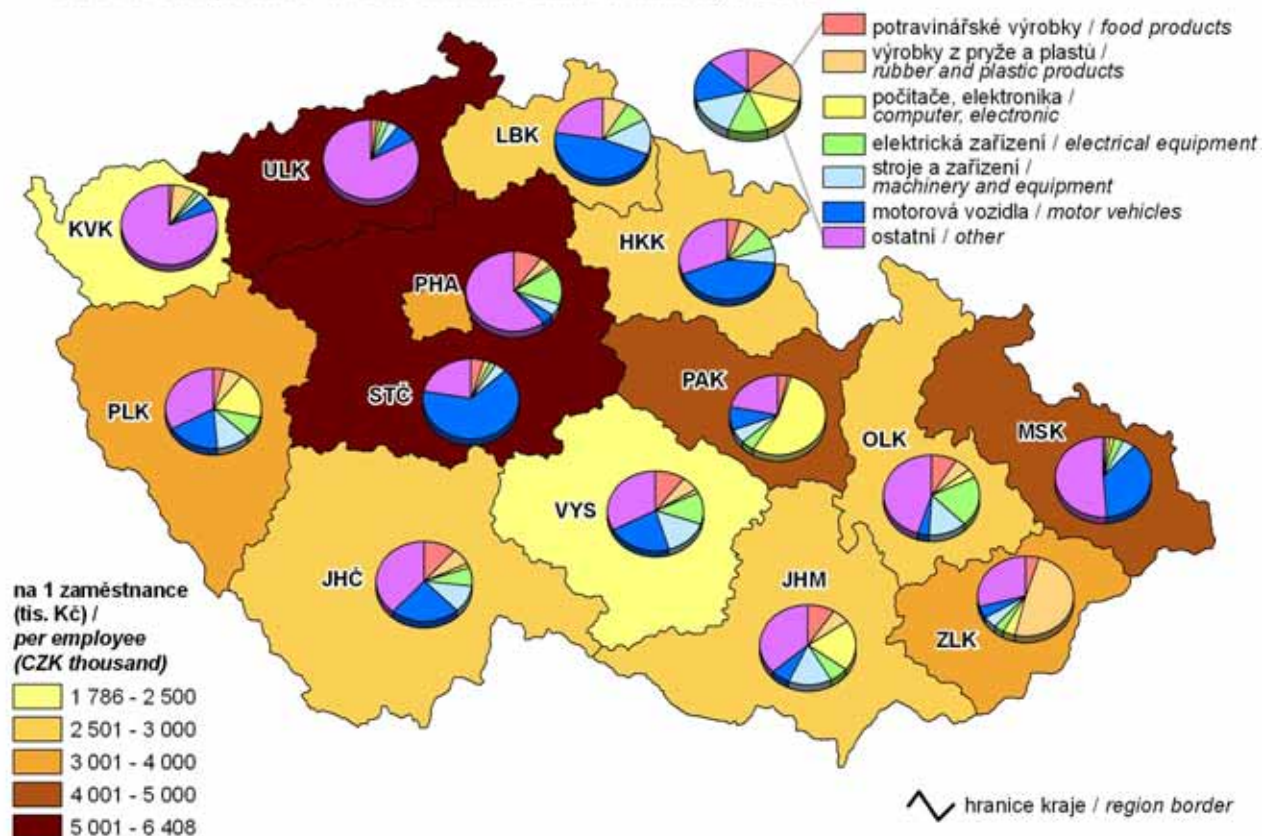 potravinářské výrobky / food products
výrobky z pryže a plastů /
rubber and plastic products
počítače, elektronika /
computer, electronic
elektrická zařízení / electrical equipment
stroje a zařízení /
machinery and equipment
motorová vozidla / motor vehicles
ostatní / other
LBK
ULK
KVK
HKK
PHA
PLK
STČ
PAK
OLK
MSK
VYS
JHČ
JHM
ZLK
na 1 zaměstnance
(tis. Kč) /
per employee
(CZK thousand)
1 786 - 2 500
2 501 - 3 000
3 001 - 4 000
4 001 - 5 000
5 001 - 6 408
hranice kraje / region border